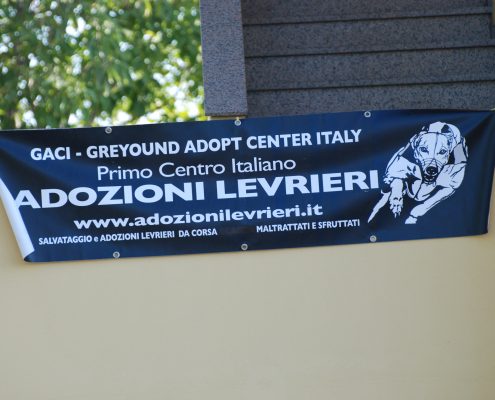 GACI - GREYOUND ADOPT CENTER ITALY
Primo Centro Italiano
ADOZIONI LEVRIERI
www.adozionilevrieri.it
SALVATAGGIO e ADOZIONI LEVRIERI DA CORSA MALTRATTATI E SFRUTTATI